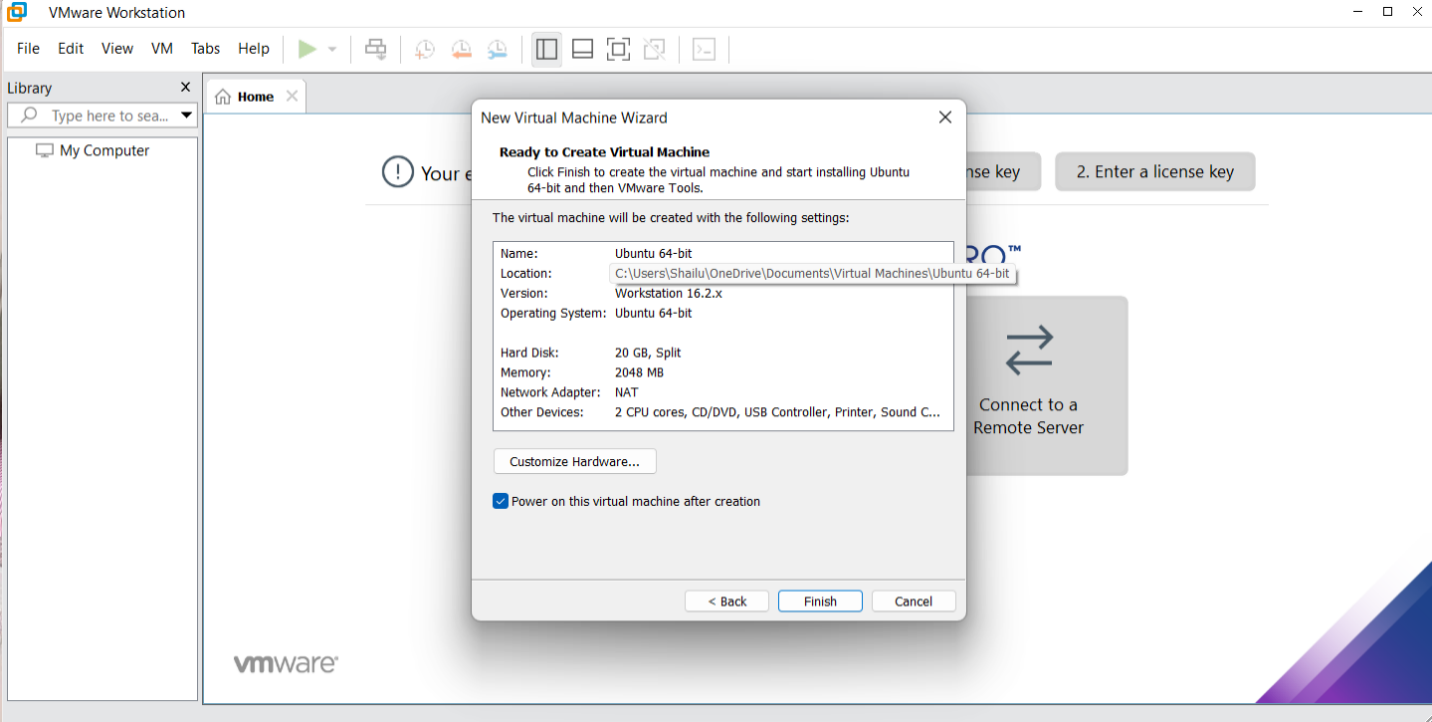 VMware Workstation
File Edit View VM Tabs Help
Library
Type here to sea...
My Computer
Home
Your e
nse key
2. Enter a license key
RO™
Connect to a
Remote Server
New Virtual Machine Wizard
Ready to Create Virtual Machine
Click Finish to create the virtual machine and start installing Ubuntu
64-bit and then VMware Tools.
The virtual machine will be created with the following settings:
Name: Ubuntu 64-bit
Location: C:\Users\Shailu\OneDrive\Documents\Virtual Machines\Ubuntu 64-bit
Version: Workstation 16.2.x
Operating System: Ubuntu 64-bit
Hard Disk: 20 GB, Split
Memory: 2048 MB
Network Adapter: NAT
Other Devices: 2 CPU cores, CD/DVD, USB Controller, Printer, Sound C...
Customize Hardware...
Power on this virtual machine after creation
< Back Finish Cancel
vmware®